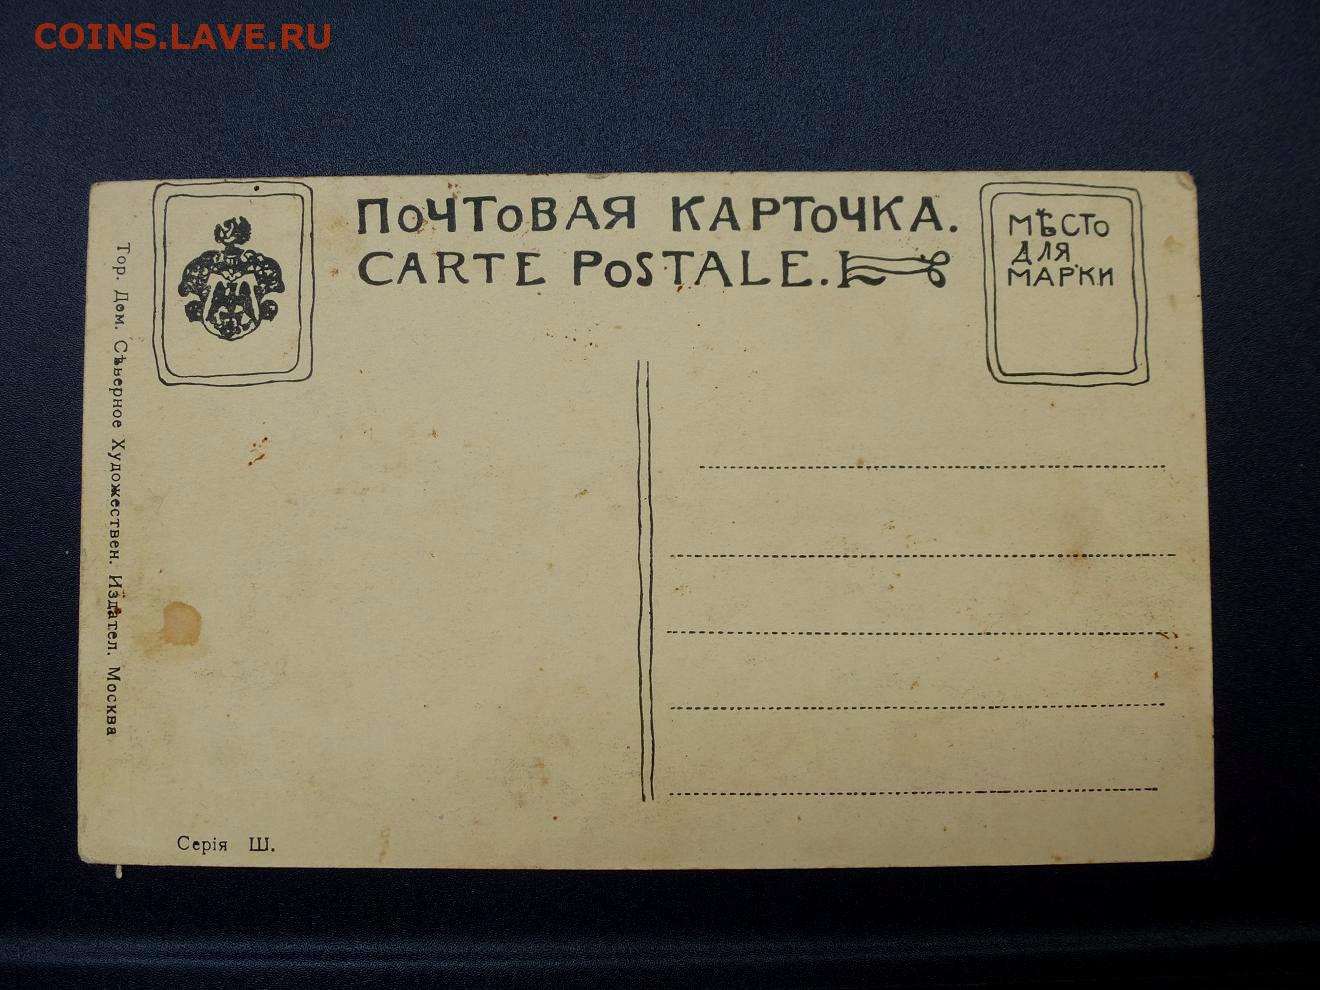 COINS.LAVE.RU
ПОЧТОВАЯ КАРТОЧКА.
CARTE POSTALE.
МѢСТО
ДЛЯ
МАРКИ
Тор. Дом. Сѣверное Художествен. Издател. Москва
Серія Ш.